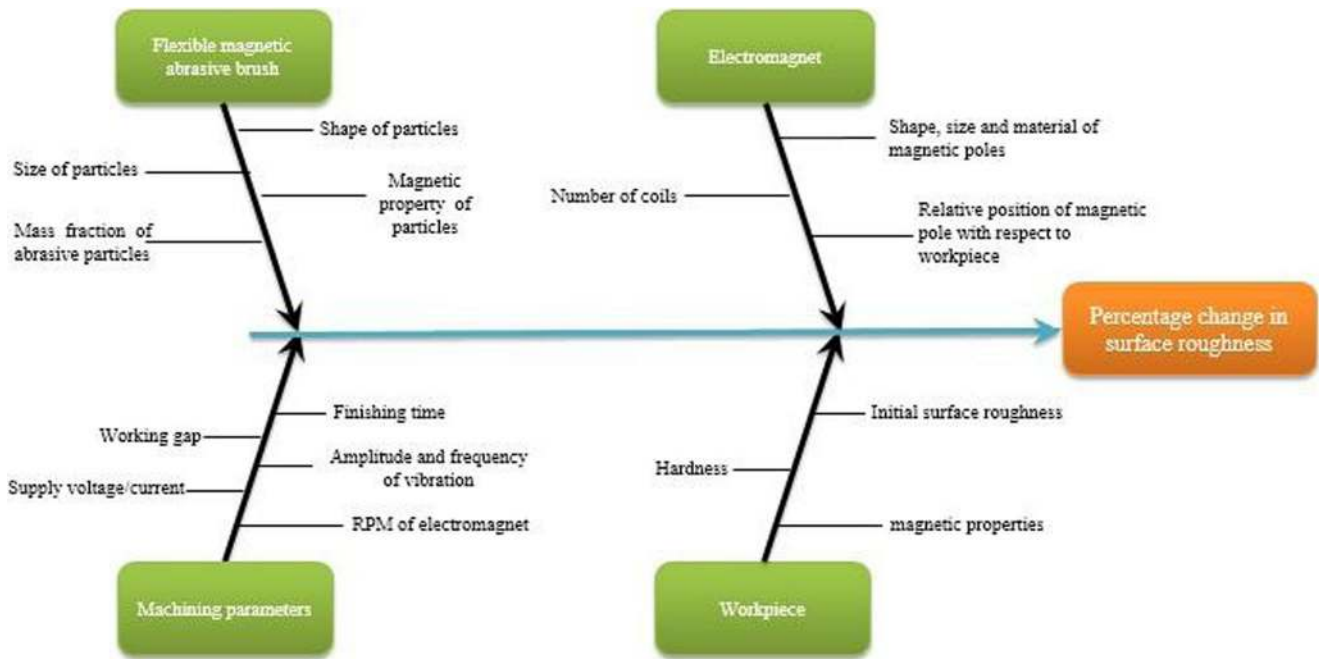 Flexible magnetic
abrasive brush
Electromagnet
Shape of particles
Size of particles
Magnetic
property of
particles
Mass fraction of
abrasive particles
Shape, size and material of
magnetic poles
Number of coils
Relative position of magnetic
pole with respect to
workpiece
Percentage change in
surface roughness
Finishing time
Working gap
Amplitude and frequency
of vibration
Supply voltage/current
RPM of electromagnet
Initial surface roughness
Hardness
magnetic properties
Machining parameters
Workpiece